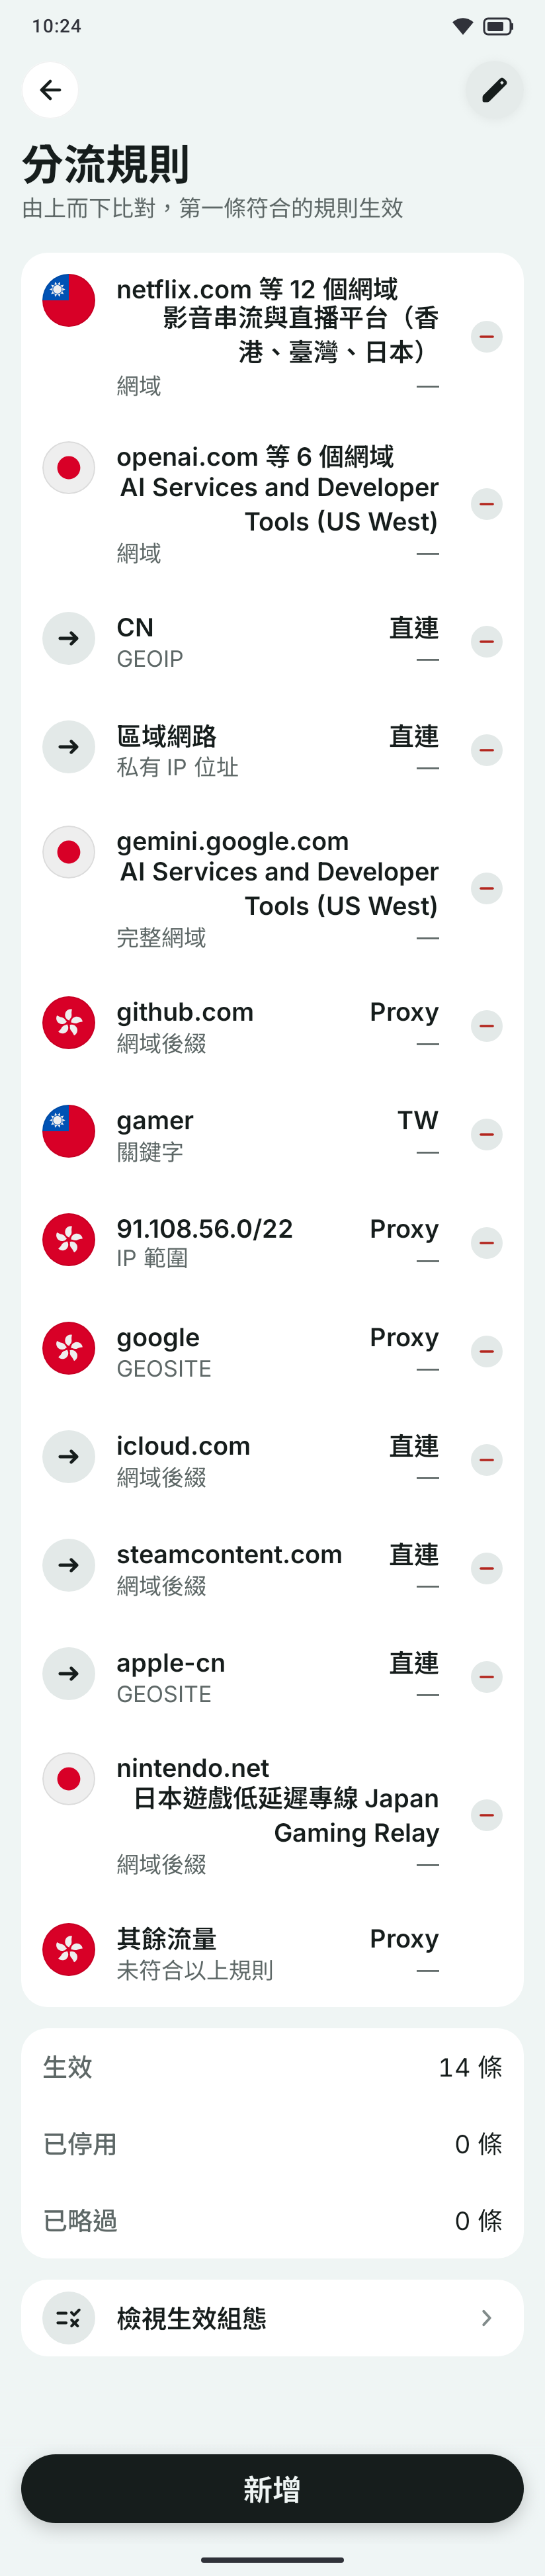 10:24
分流規則
由上而下比對，第一條符合的規則生效
netflix.com 等 12 個網域
影音串流與直播平台（香
港、臺灣、日本）
網域 —
openai.com 等 6 個網域
AI Services and Developer
Tools (US West)
網域 —
CN 直連
GEOIP —
區域網路 直連
私有 IP 位址 —
gemini.google.com
AI Services and Developer
Tools (US West)
完整網域 —
github.com Proxy
網域後綴 —
gamer TW
關鍵字 —
91.108.56.0/22 Proxy
IP 範圍 —
google Proxy
GEOSITE —
icloud.com 直連
網域後綴 —
steamcontent.com 直連
網域後綴 —
apple-cn 直連
GEOSITE —
nintendo.net
日本遊戲低延遲專線 Japan
Gaming Relay
網域後綴 —
其餘流量 Proxy
未符合以上規則 —
生效 14 條
已停用 0 條
已略過 0 條
檢視生效組態
新增